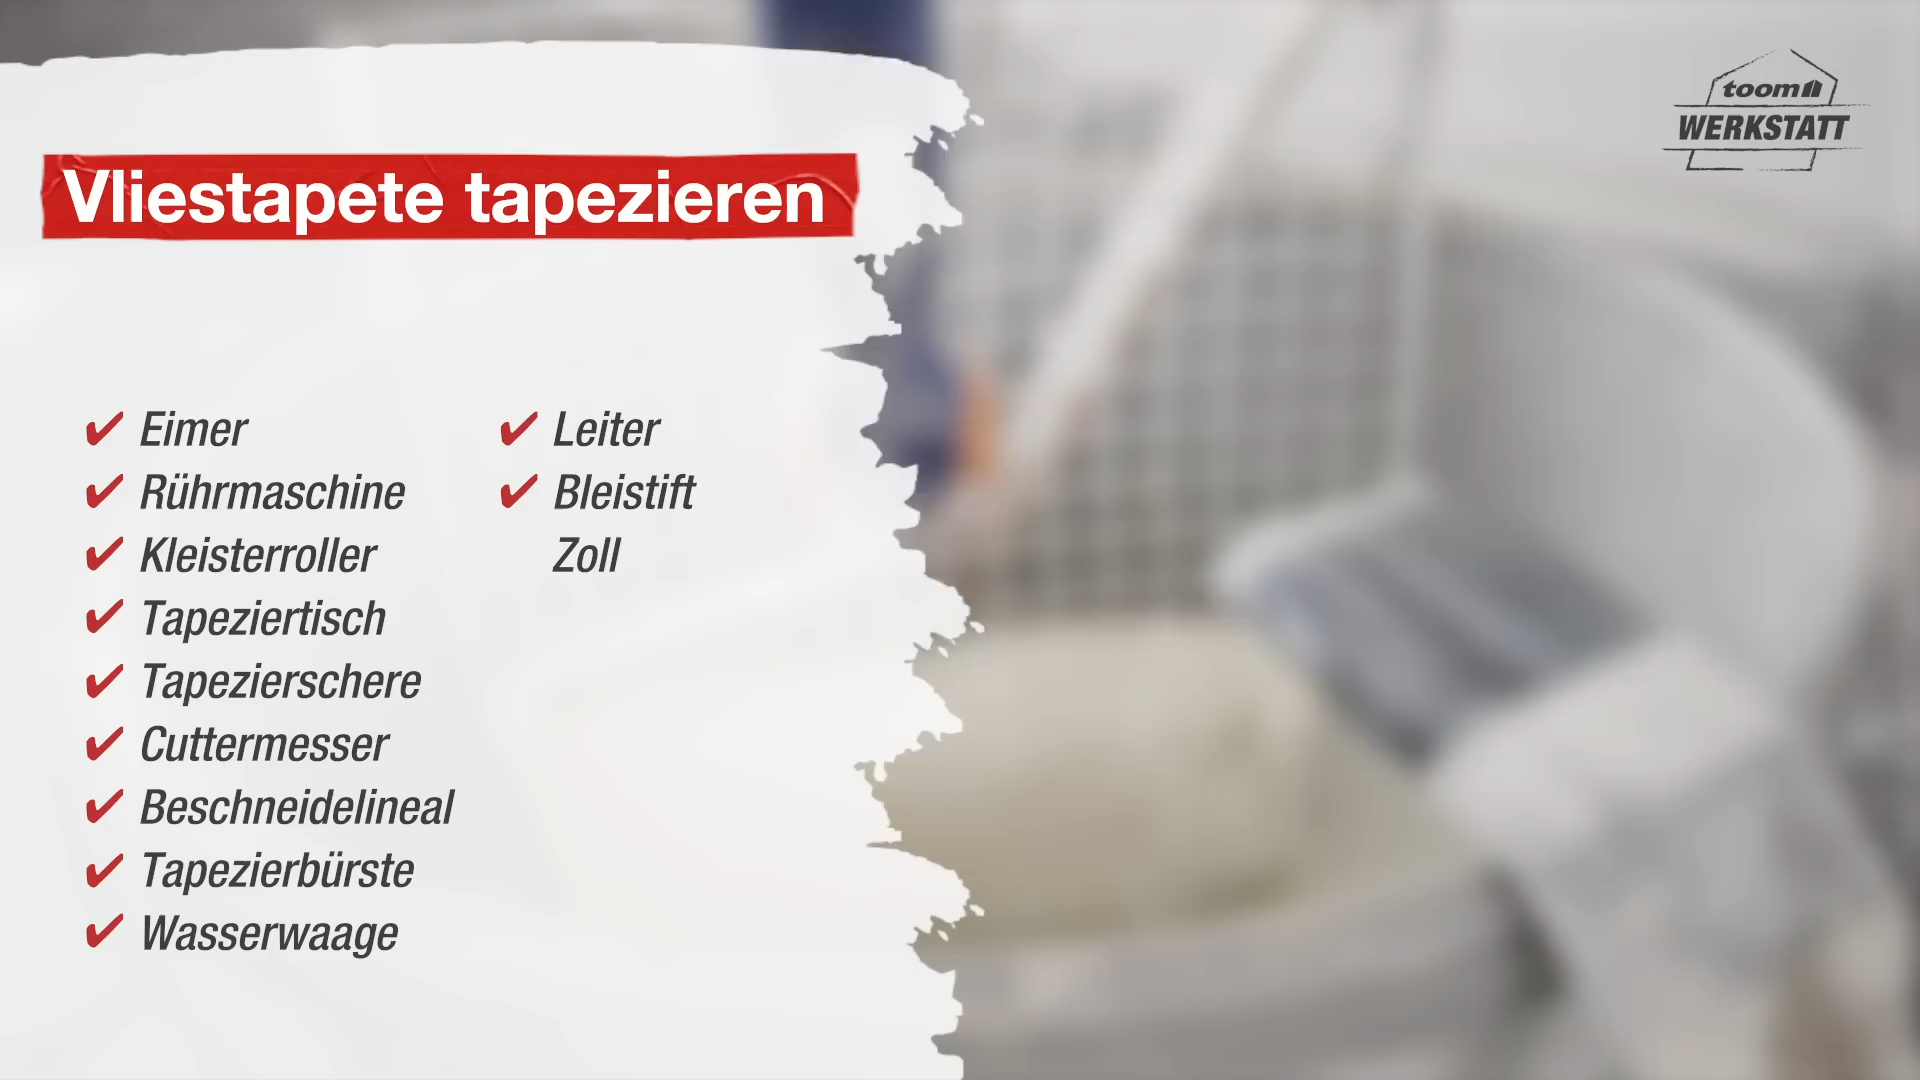 toom
WERKSTATT
Vliestapete tapezieren
✔ Eimer
✔ Rührmaschine
✔ Kleisterroller
✔ Tapeziertisch
✔ Tapezierschere
✔ Cuttermesser
✔ Beschneidelineal
✔ Tapezierbürste
✔ Wasserwaage
✔ Leiter
✔ Bleistift
Zoll